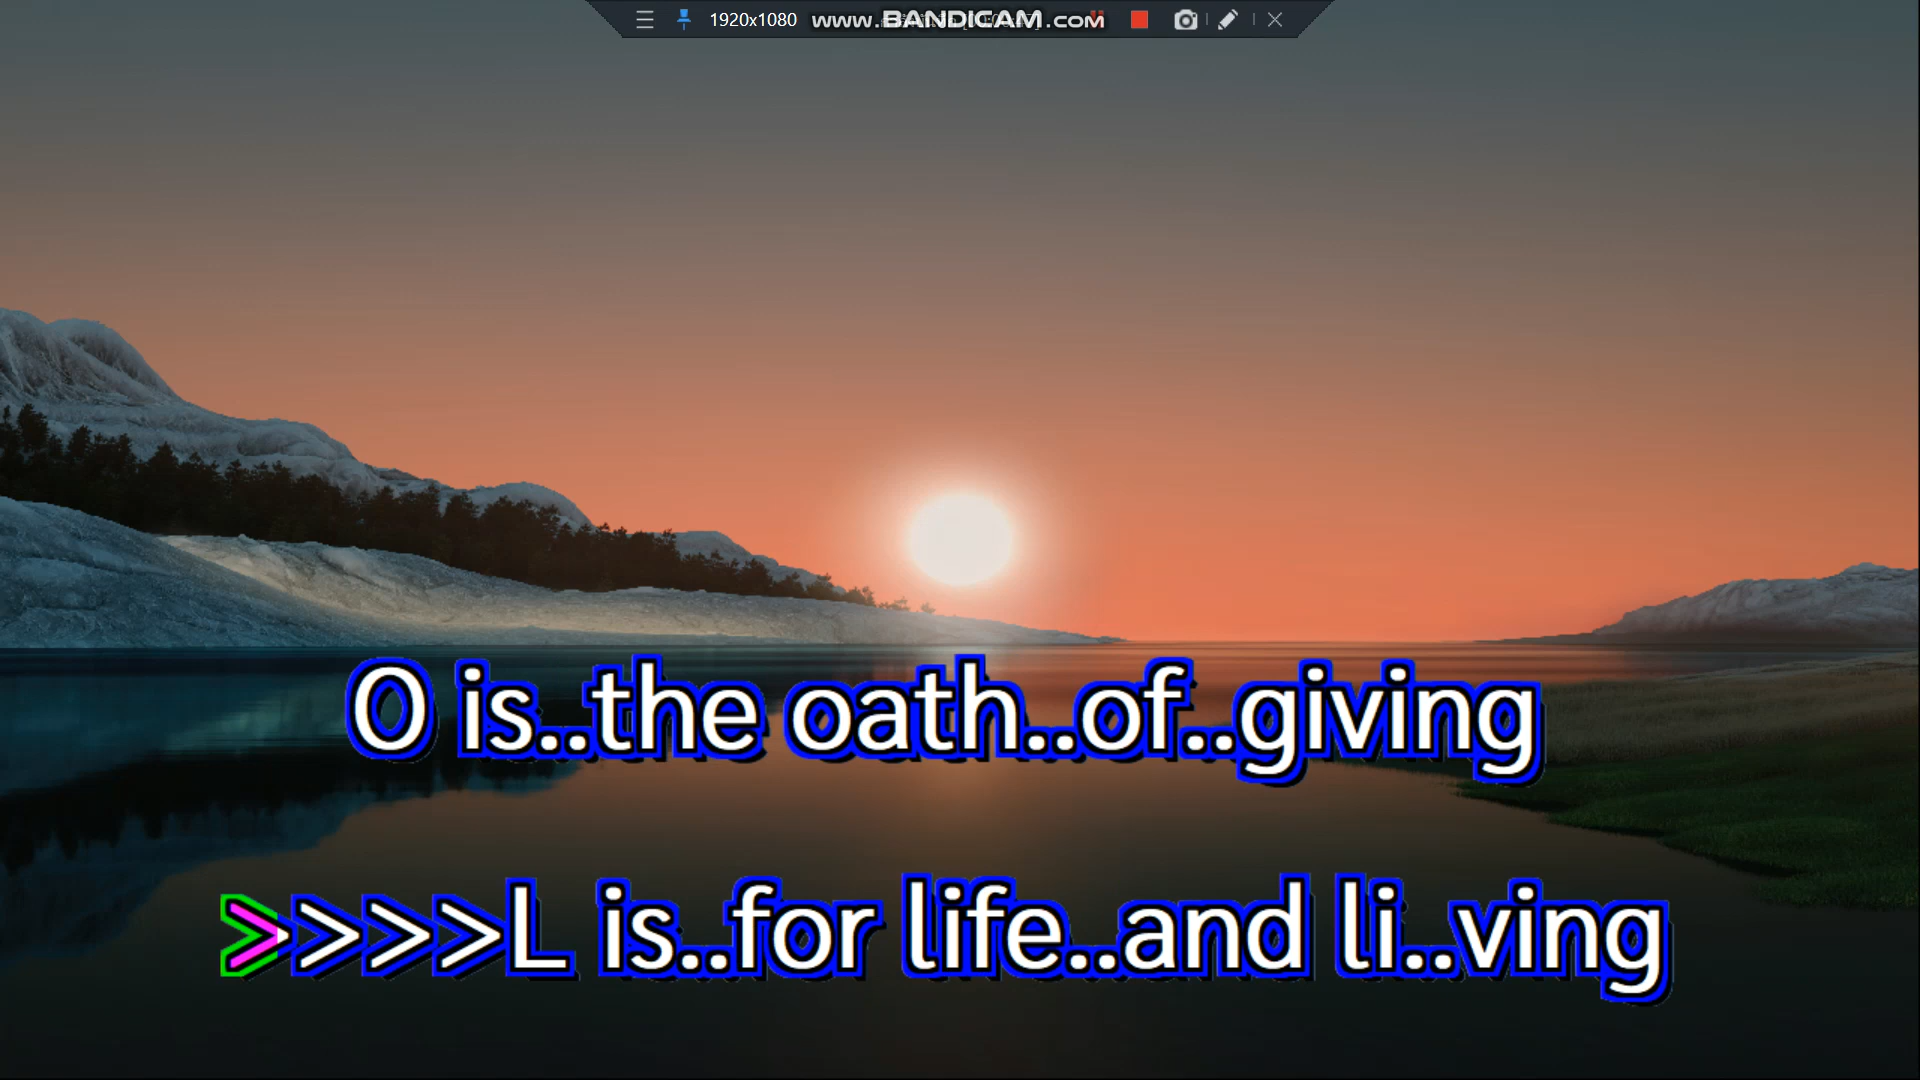 1920x1080 www.BANDICAM.com
O is..the oath..of..giving
>>>>L is..for life..and li..ving